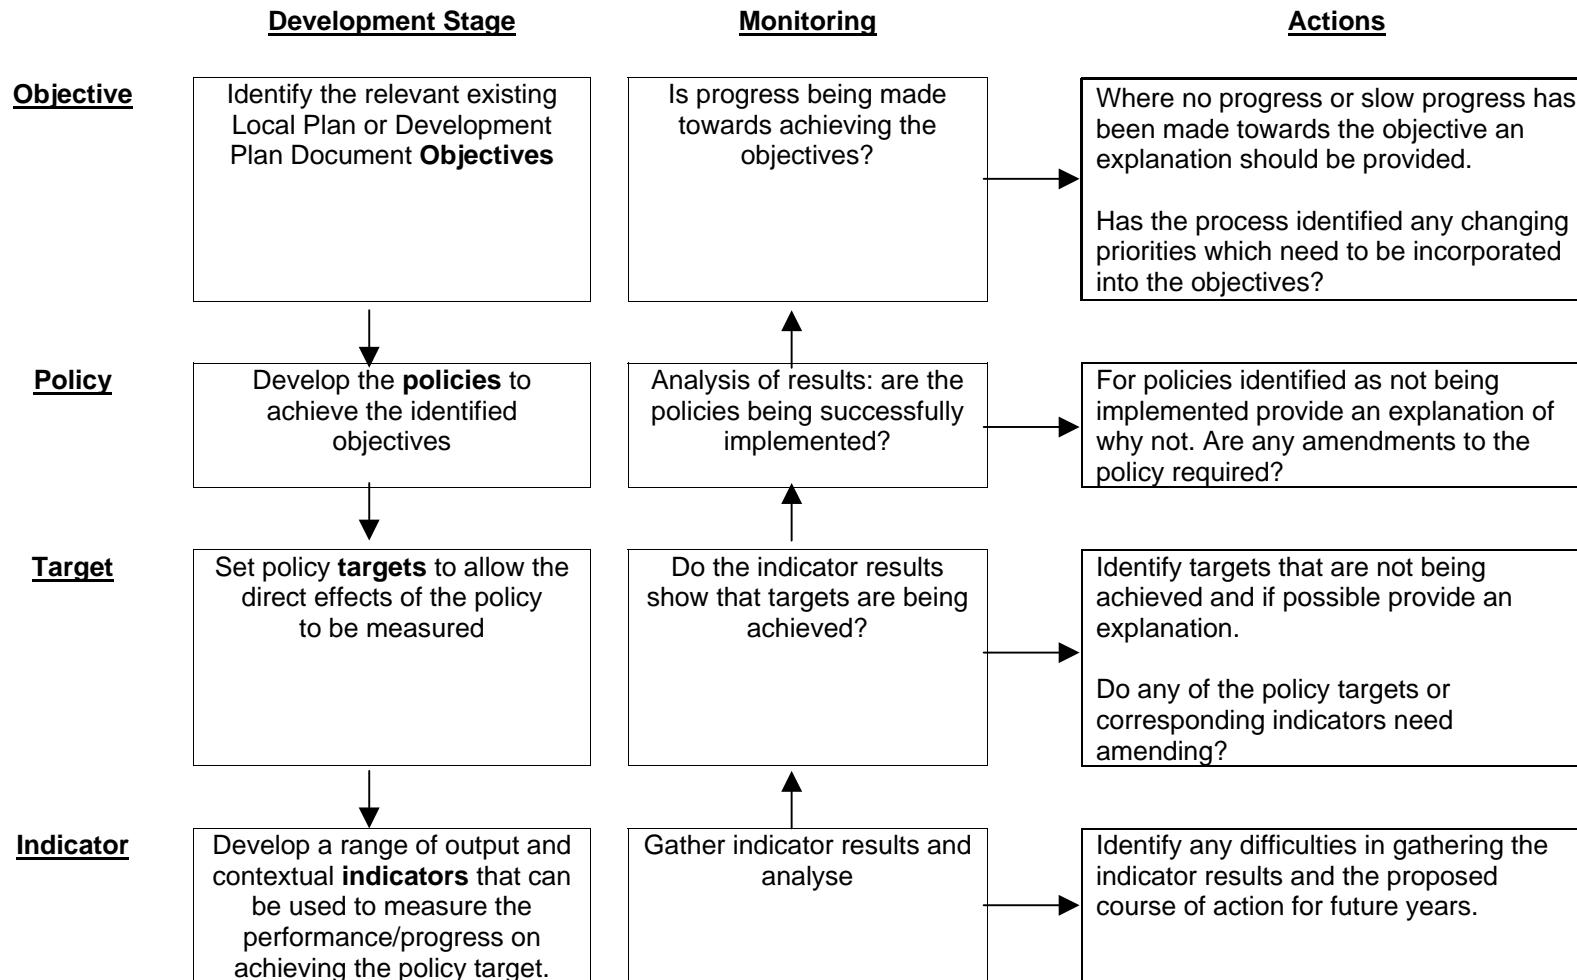 Development Stage
Monitoring
Actions
Objective
Identify the relevant existing
Local Plan or Development
Plan Document Objectives
Is progress being made
towards achieving the
objectives?
Where no progress or slow progress has
been made towards the objective an
explanation should be provided.
Has the process identified any changing
priorities which need to be incorporated
into the objectives?
Policy
Develop the policies to
achieve the identified
objectives
Analysis of results: are the
policies being successfully
implemented?
For policies identified as not being
implemented provide an explanation of
why not. Are any amendments to the
policy required?
Target
Set policy targets to allow the
direct effects of the policy
to be measured
Do the indicator results
show that targets are being
achieved?
Identify targets that are not being
achieved and if possible provide an
explanation.
Do any of the policy targets or
corresponding indicators need
amending?
Indicator
Develop a range of output and
contextual indicators that can
be used to measure the
performance/progress on
achieving the policy target.
Gather indicator results and
analyse
Identify any difficulties in gathering the
indicator results and the proposed
course of action for future years.